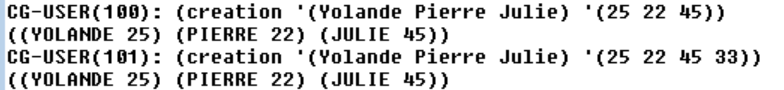 CG-USER(100): (creation '(Yolande Pierre Julie) '(25 22 45))
((YOLANDE 25) (PIERRE 22) (JULIE 45))
CG-USER(101): (creation '(Yolande Pierre Julie) '(25 22 45 33))
((YOLANDE 25) (PIERRE 22) (JULIE 45))